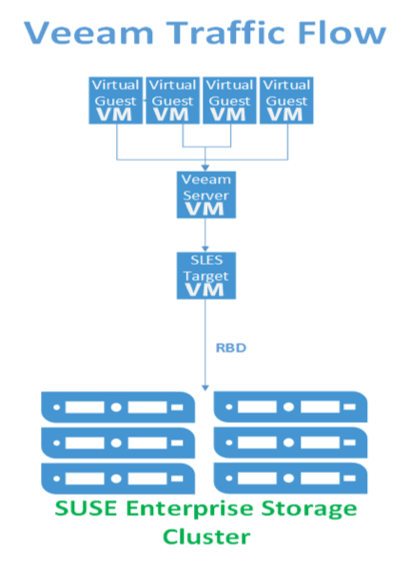 Veeam Traffic Flow
Virtual Guest VM
Virtual Guest VM
Virtual Guest VM
Virtual Guest VM
Veeam
Server
VM
SLES
Target
VM
RBD
SUSE Enterprise Storage
Cluster